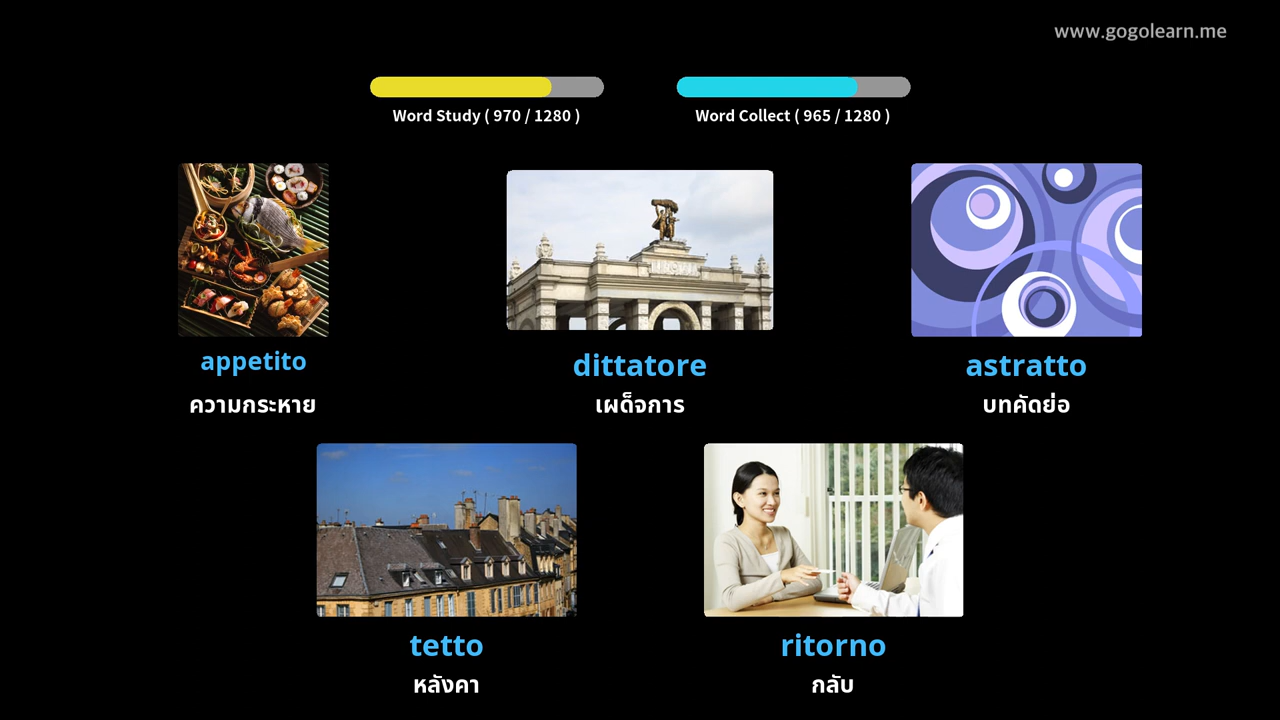 www.gogolearn.me
Word Study ( 970 / 1280 )
Word Collect ( 965 / 1280 )
appetito
dittatore
astratto
ความกระหาย
เผด็จการ
บทคัดย่อ
tetto
ritorno
หลังคา
กลับ